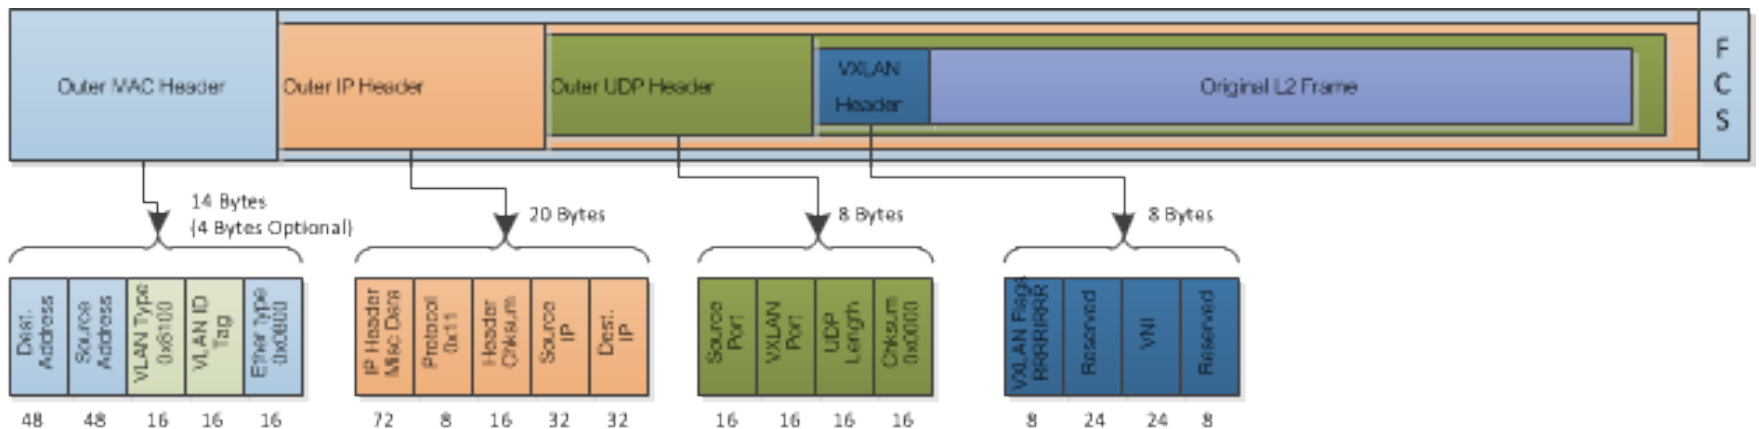 Outer MAC Header
Outer IP Header
Outer UDP Header
VXLAN
Header
Original L2 Frame
F
C
S
14 Bytes
(4 Bytes Optional)
20 Bytes
8 Bytes
8 Bytes
Dest.
Address
Source
Address
VLAN Type
0x8100
VLAN ID
Tag
Ether Type
0x0800
IP Header
Misc Data
Protocol
0x11
Header
Chksum
Source
IP
Dest.
IP
Source
Port
VXLAN
Port
UDP
Length
Chksum
0x0000
VXLAN Flags
RRRRIRRR
Reserved
VNI
Reserved
48 48 16 16 16 72 8 16 32 32 16 16 16 16 8 24 24 8